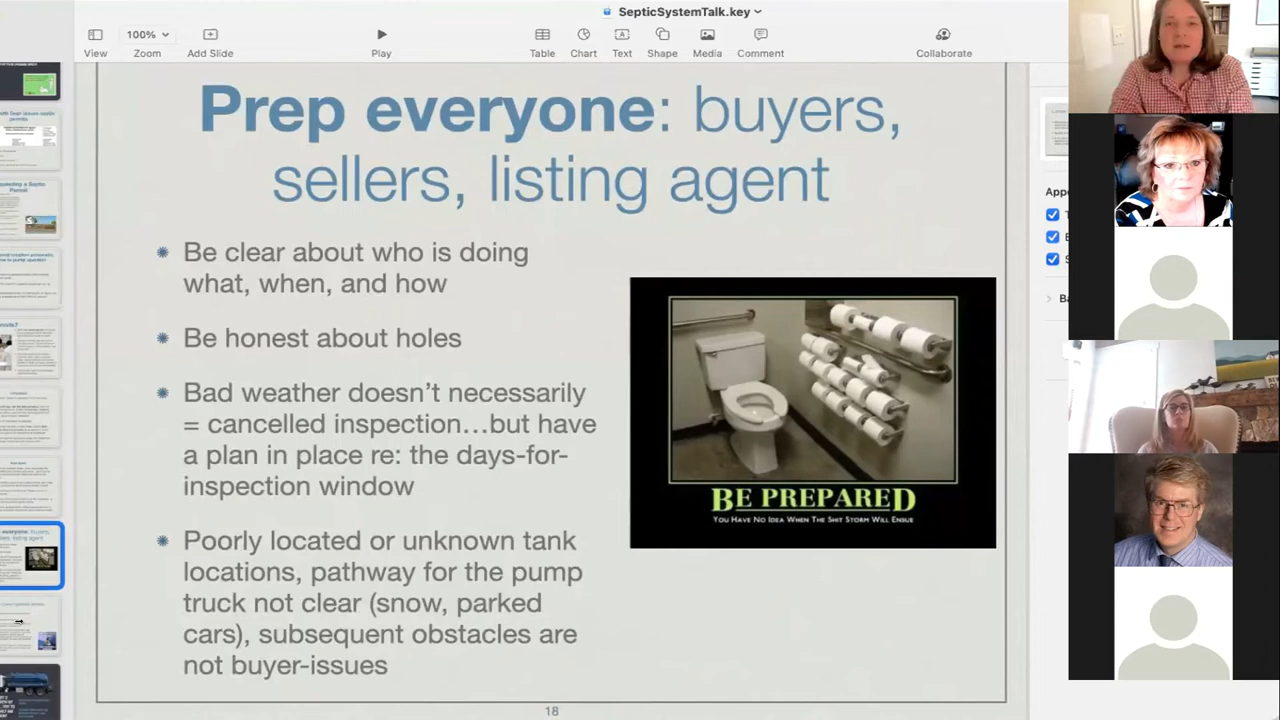 SepticSystemTalk.key
100%
View
Zoom
Add Slide
Play
Table
Chart
Text
Shape
Media
Comment
Collaborate
Prep everyone: buyers,
sellers, listing agent
Be clear about who is doing
what, when, and how
Be honest about holes
Bad weather doesn’t necessarily
= cancelled inspection…but have
a plan in place re: the days-for-
inspection window
Poorly located or unknown tank
locations, pathway for the pump
truck not clear (snow, parked
cars), subsequent obstacles are
not buyer-issues
BE PREPARED
YOU HAVE NO IDEA WHEN THE SHIT STORM WILL ENSUE
18